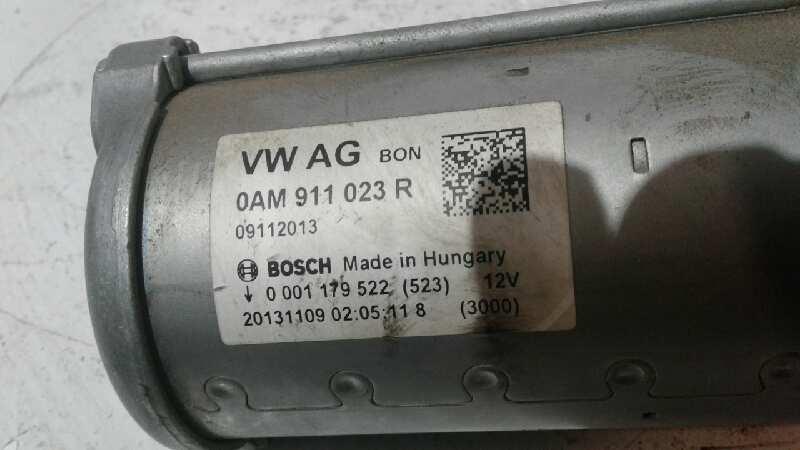 VW AG BON
0AM 911 023 R
09112013
BOSCH Made in Hungary
↓ 0 001 179 522 (523) 12V
20131109 02:05:11 8 (3000)